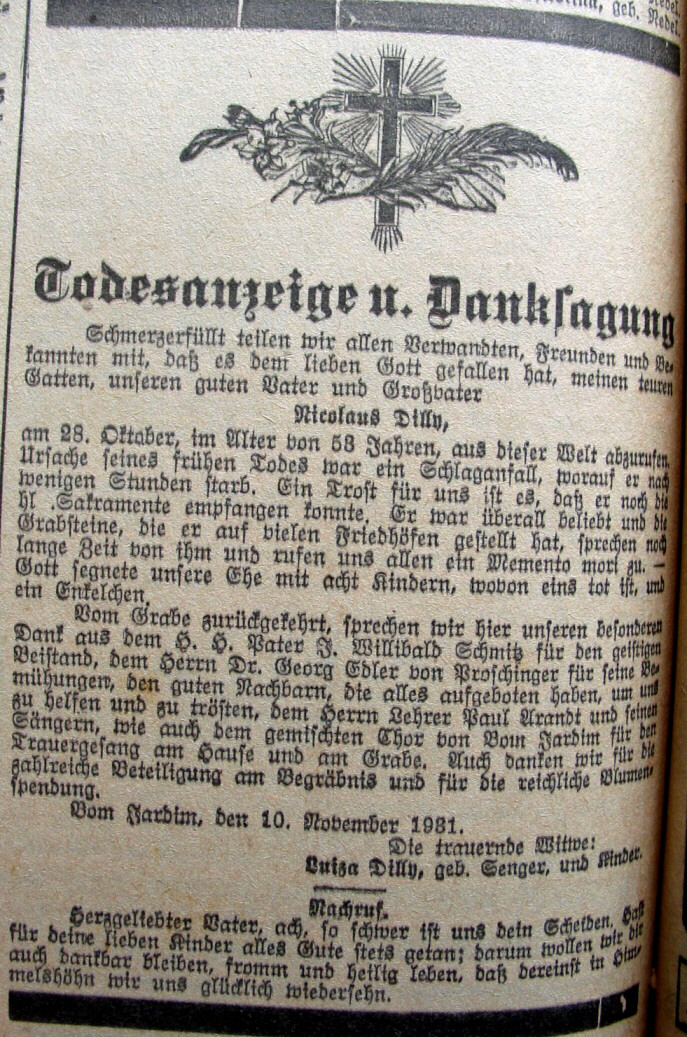 geb. Nedel.
Todesanzeige u. Danksagung
Schmerzerfüllt teilen wir allen Verwandten, Freunden und Be-
kannten mit, daß es dem lieben Gott gefallen hat, meinen teuren
Gatten, unseren guten Vater und Großvater
Nicolaus Dilly,
am 28. Oktober, im Alter von 53 Jahren, aus dieser Welt abzurufen.
Ursache seines frühen Todes war ein Schlaganfall, worauf er nach
wenigen Stunden starb. Ein Trost für uns ist es, daß er noch die
hl .Sakramente empfangen konnte. Er war überall beliebt und die
Grabsteine, die er auf vielen Friedhöfen gestellt hat, sprechen noch
lange Zeit von ihm und rufen uns allen ein Memento mori zu. —
Gott segnete unsere Ehe mit acht Kindern, wovon eins tot ist, und
ein Enkelchen.
Vom Grabe zurückgekehrt, sprechen wir hier unseren besonderen
Dank aus dem H. H. Pater J. Willibald Schmitz für den geistigen
Beistand, dem Herrn Dr. Georg Edler von Proschinger für seine Be-
mühungen, den guten Nachbarn, die alles aufgeboten haben, um uns
zu helfen und zu trösten, dem Herrn Lehrer Paul Arandt und seinen
Sängern, wie auch dem gemischten Chor von Bom Jardim für den
Trauergesang am Hause und am Grabe. Auch danken wir für die
zahlreiche Beteiligung am Begräbnis und für die reichliche Blumen-
spendung.
Bom Jardim, den 10. November 1931.
Die trauernde Witwe:
Luiza Dilly, geb. Senger, und Kinder.
Nachruf.
Herzgeliebter Vater, ach, so schwer ist uns dein Scheiden. Hast
für deine lieben Kinder alles Gute stets getan; darum wollen wir dir
auch dankbar bleiben, fromm und heilig leben, daß dereinst in Him-
melshöhn wir uns glücklich wiedersehn.